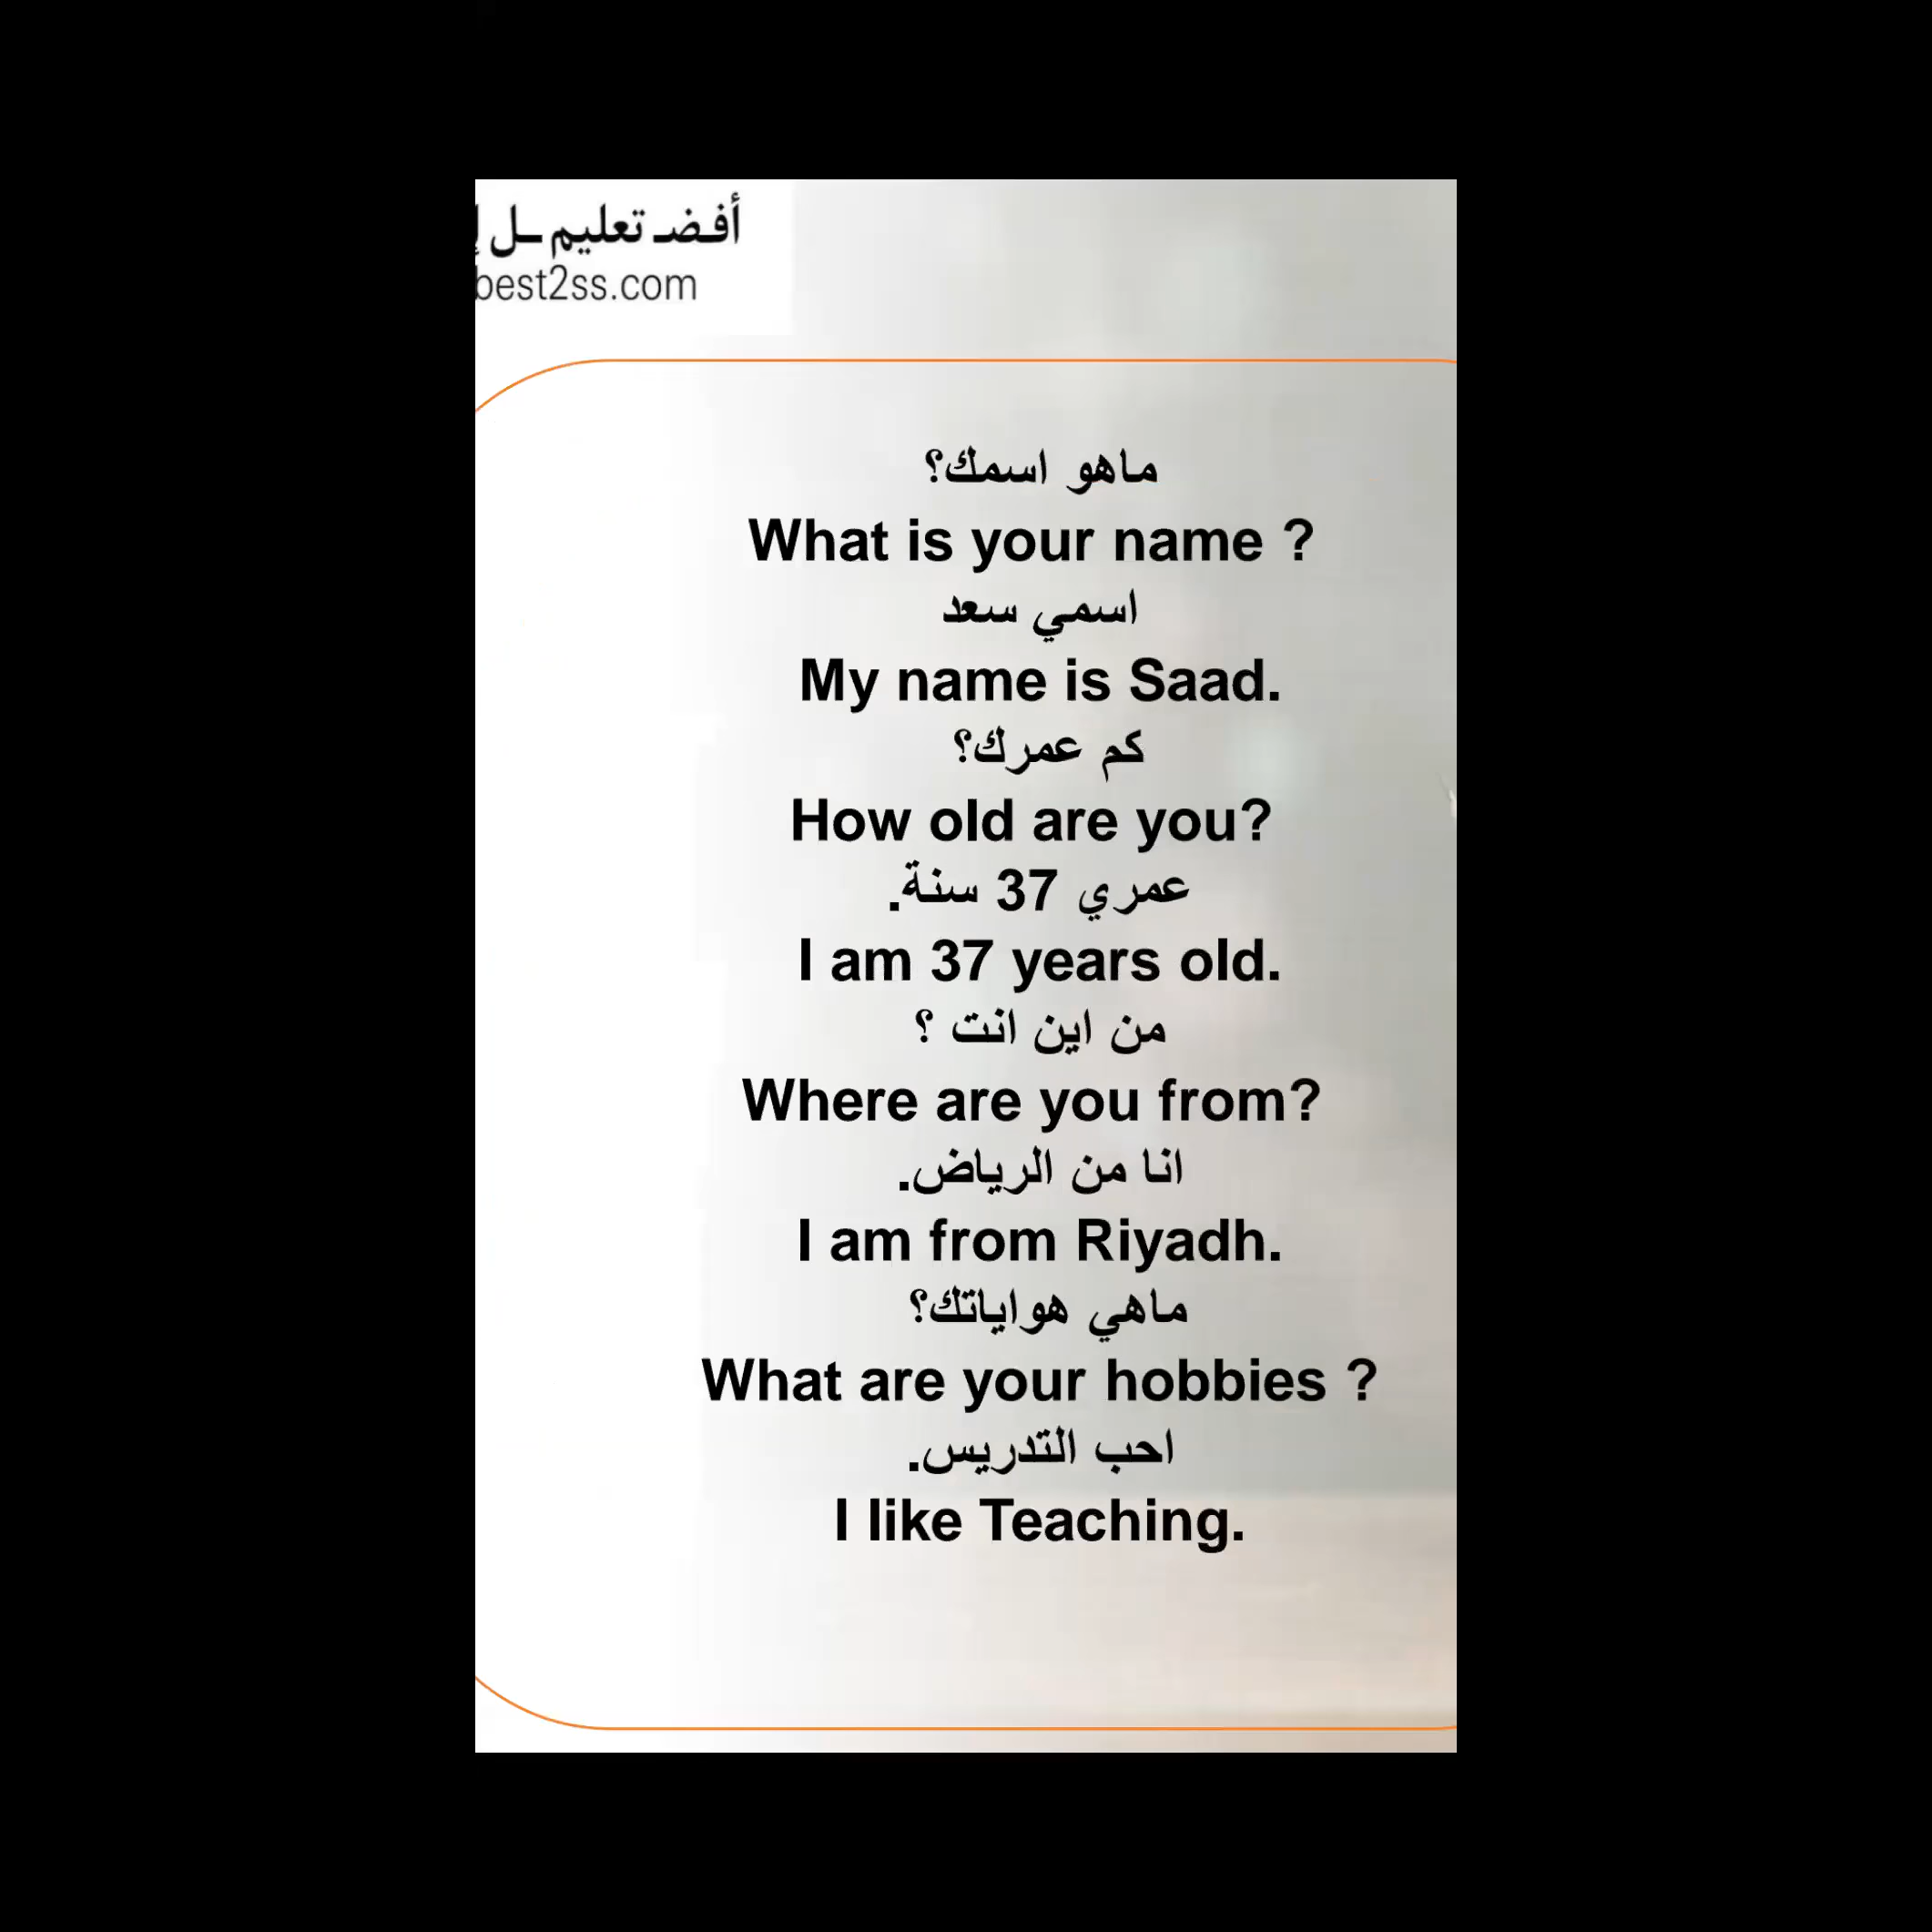 أفضـ تعليم ـل إ
best2ss.com
ماهو اسمك؟
What is your name ?
اسمي سعد
My name is Saad.
كم عمرك؟
How old are you?
عمري 37 سنة.
I am 37 years old.
من اين انت ؟
Where are you from?
انا من الرياض.
I am from Riyadh.
ماهي هواياتك؟
What are your hobbies ?
احب التدريس.
I like Teaching.